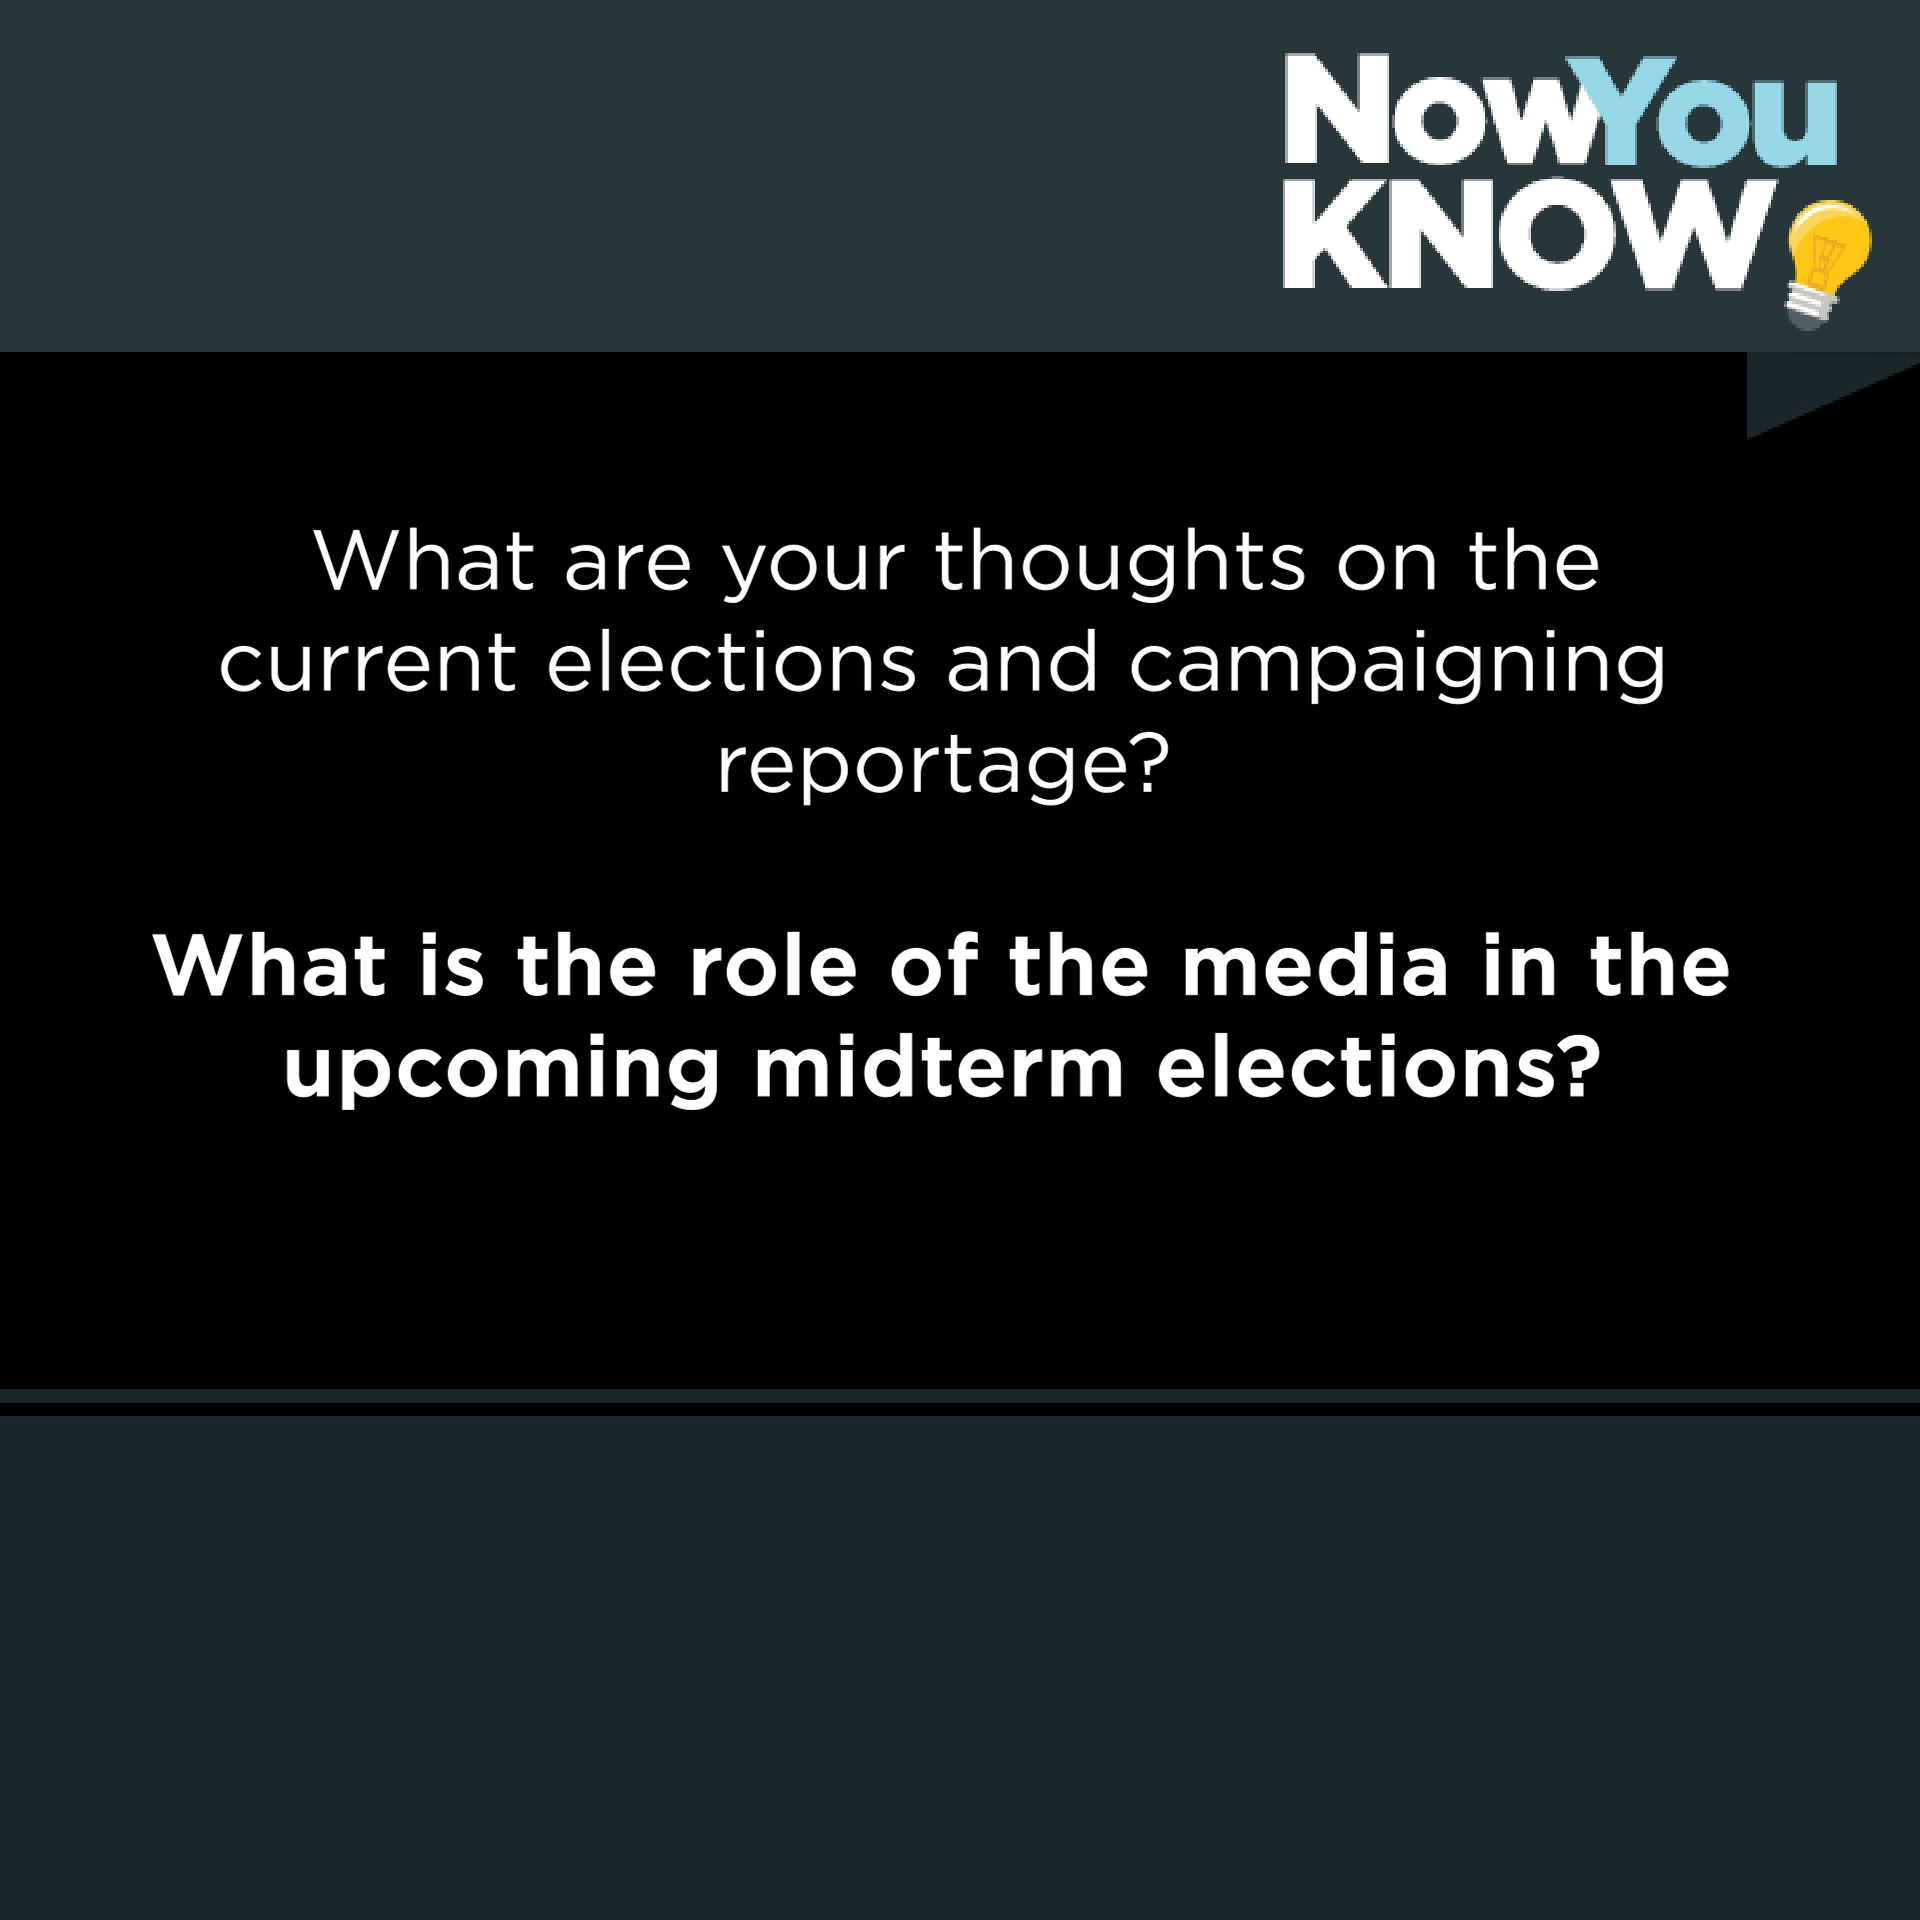 NowYou
KNOW
What are your thoughts on the
current elections and campaigning
reportage?
What is the role of the media in the
upcoming midterm elections?